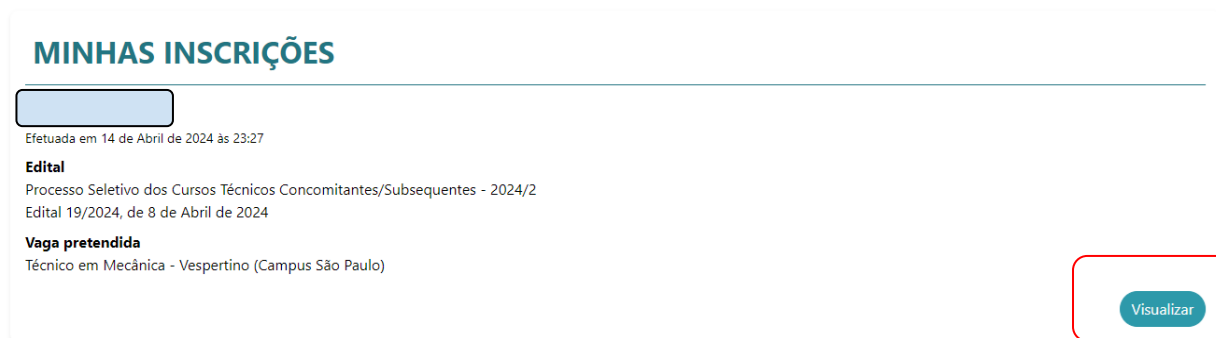 MINHAS INSCRIÇÕES
Efetuada em 14 de Abril de 2024 às 23:27
Edital
Processo Seletivo dos Cursos Técnicos Concomitantes/Subsequentes - 2024/2
Edital 19/2024, de 8 de Abril de 2024
Vaga pretendida
Técnico em Mecânica - Vespertino (Campus São Paulo)
Visualizar